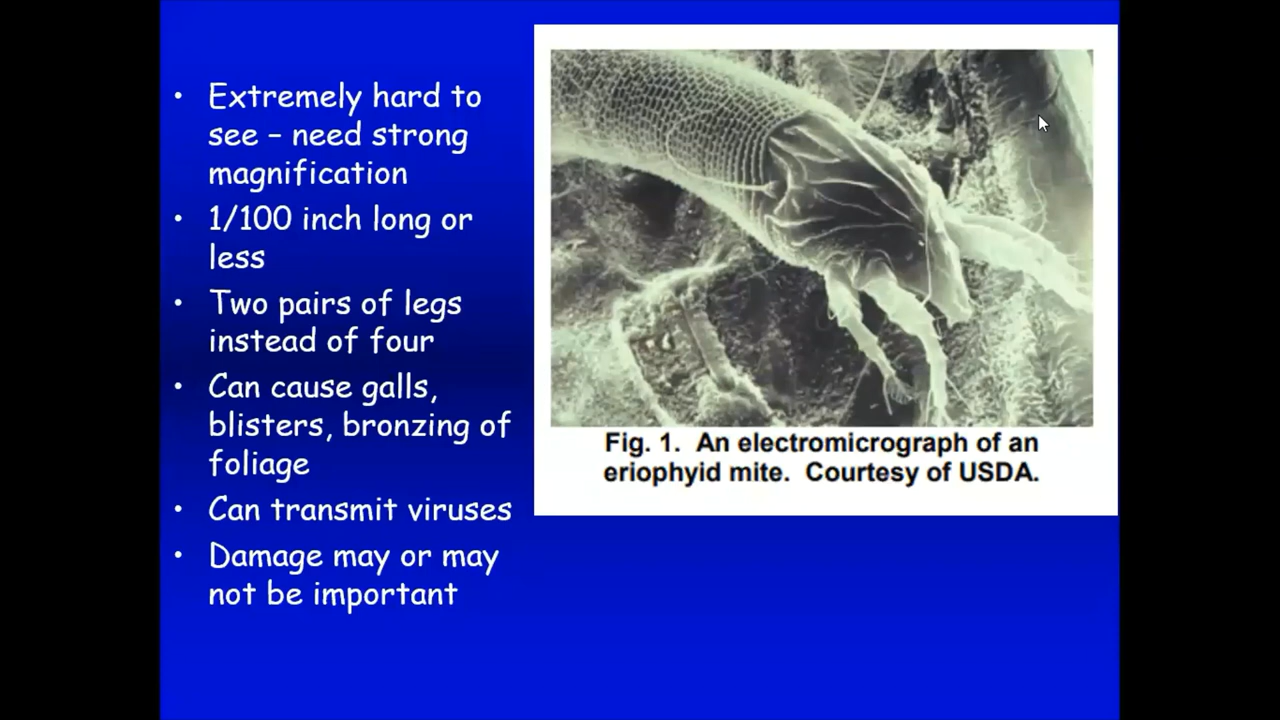 • Extremely hard to
see – need strong
magnification
• 1/100 inch long or
less
• Two pairs of legs
instead of four
• Can cause galls,
blisters, bronzing of
foliage
• Can transmit viruses
• Damage may or may
not be important
Fig. 1. An electromicrograph of an
eriophyid mite. Courtesy of USDA.